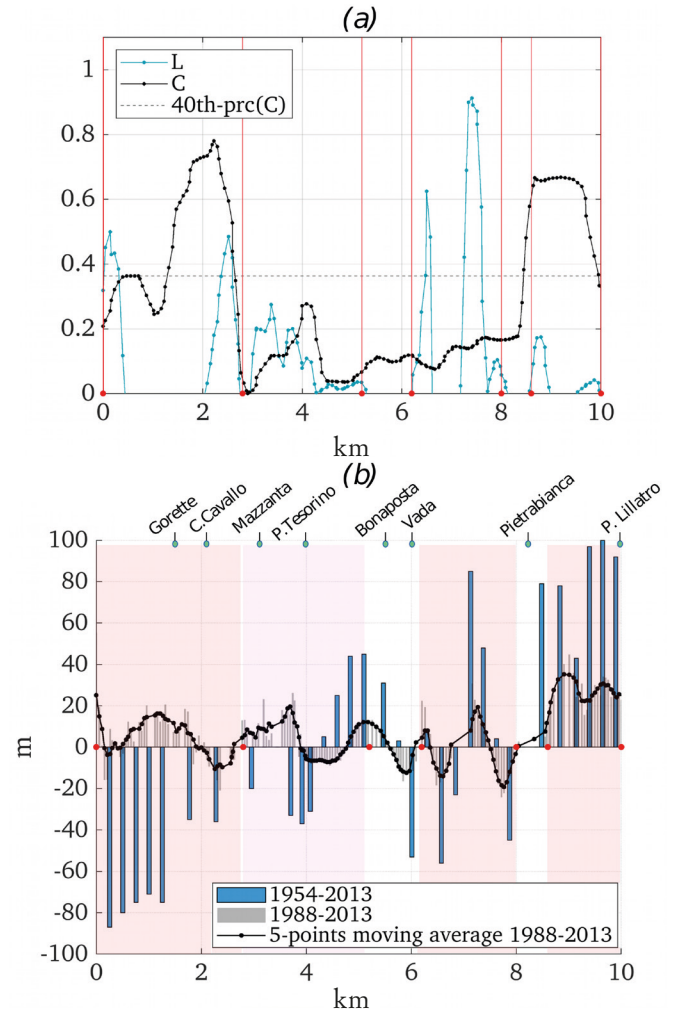 (a)
1
0.8
0.6
0.4
0.2
0
L
C
40th-prc(C)
0 2 4 6 8 10
km
(b)
Gorette C.Cavallo Mazzanta P.Tesorino Bonaposta Vada Pietrabianca P. Lillatro
100
80
60
40
20
0
-20
-40
-60
-80
-100
m
1954-2013
1988-2013
5-points moving average 1988-2013
0 2 4 6 8 10
km